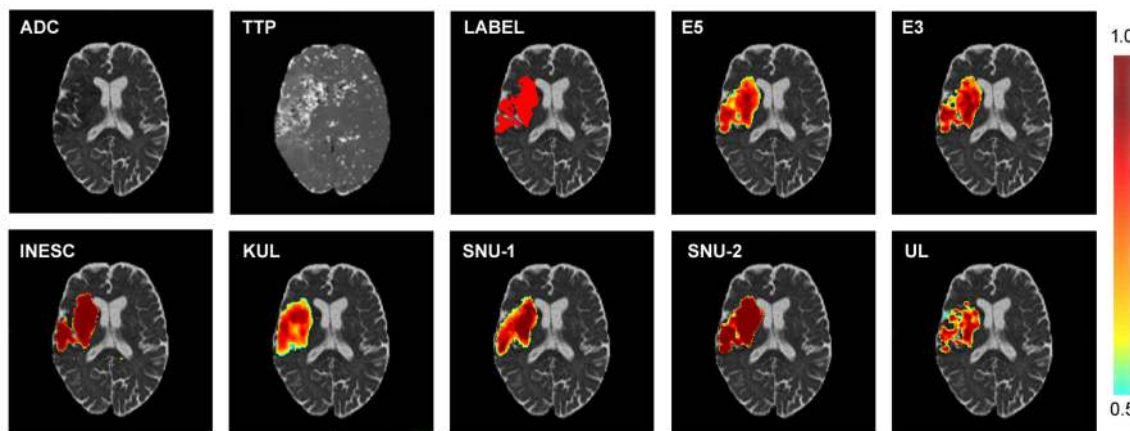 ADC
TTP
LABEL
E5
E3
1.0
INESC
KUL
SNU-1
SNU-2
UL
0.5